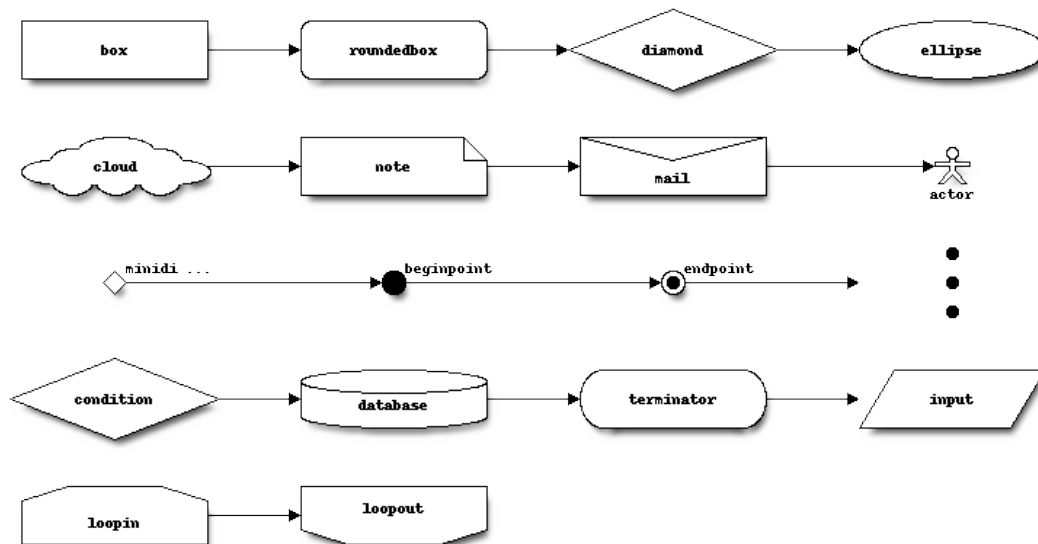 box
roundedbox
diamond
ellipse
cloud
note
mail
actor
minidi ...
beginpoint
endpoint
condition
database
terminator
input
loopin
loopout